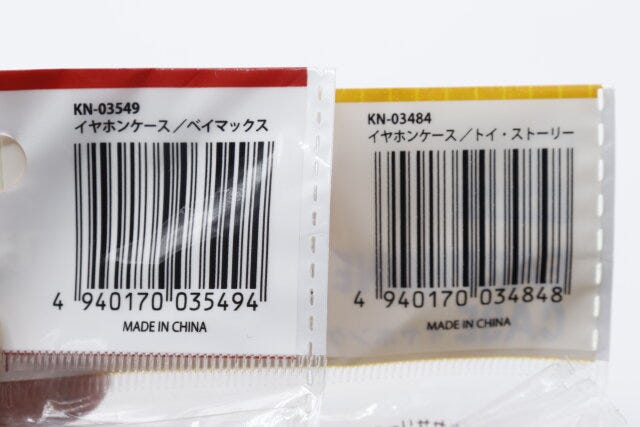 KN-03549
イヤホンケース／ベイマックス
4 940170 035494
MADE IN CHINA
KN-03484
イヤホンケース／トイ・ストーリー
4 940170 034848
MADE IN CHINA